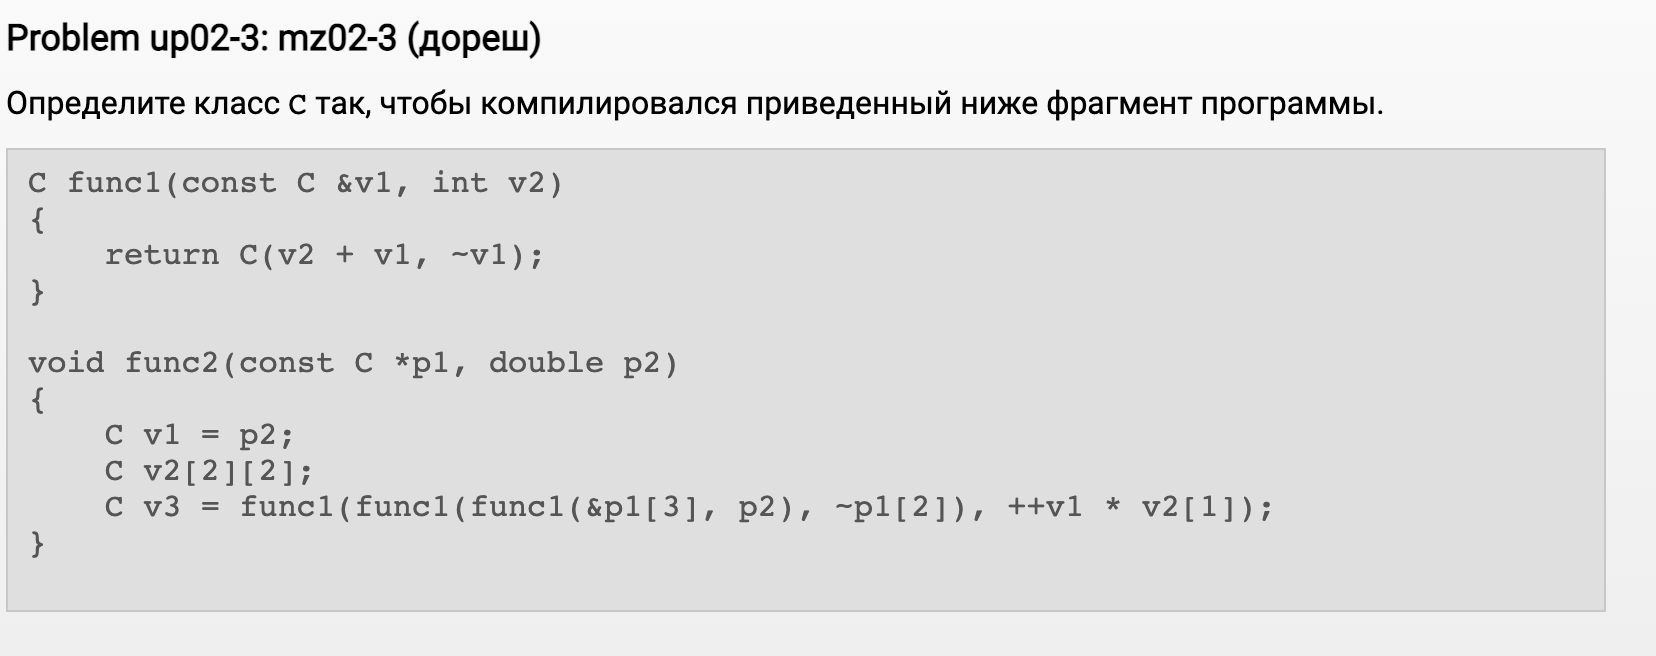 Problem up02-3: mz02-3 (дореш)
Определите класс C так, чтобы компилировался приведенный ниже фрагмент программы.
C func1(const C &v1, int v2)
{
    return C(v2 + v1, ~v1);
}
void func2(const C *p1, double p2)
{
    C v1 = p2;
    C v2[2][2];
    C v3 = func1(func1(func1(&p1[3], p2), ~p1[2]), ++v1 * v2[1]);
}